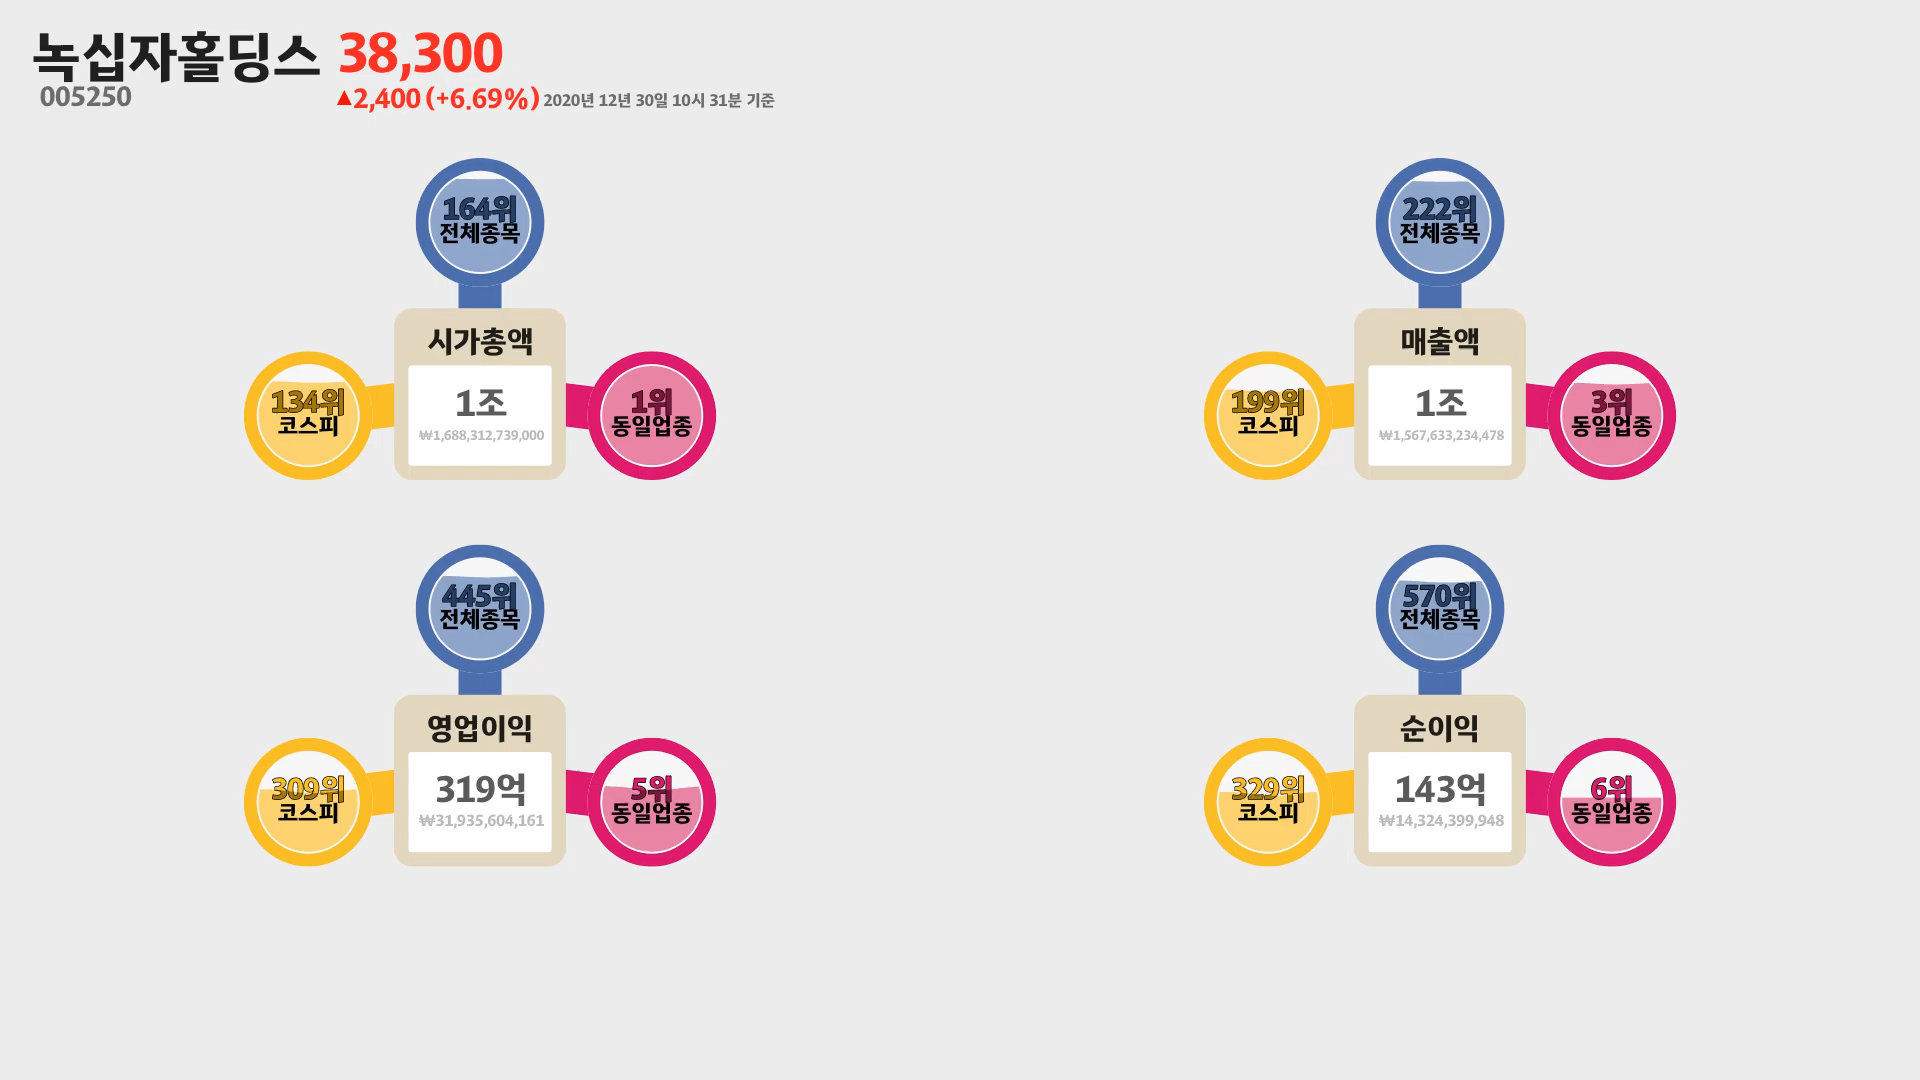 녹십자홀딩스 38,300
005250
▲2,400 (+6.69%) 2020년 12년 30일 10시 31분 기준
164위
전체종목
시가총액
134위
코스피
1조
₩1,688,312,739,000
1위
동일업종
222위
전체종목
매출액
199위
코스피
1조
₩1,567,633,234,478
3위
동일업종
445위
전체종목
영업이익
309위
코스피
319억
₩31,935,604,161
5위
동일업종
570위
전체종목
순이익
329위
코스피
143억
₩14,324,399,948
6위
동일업종